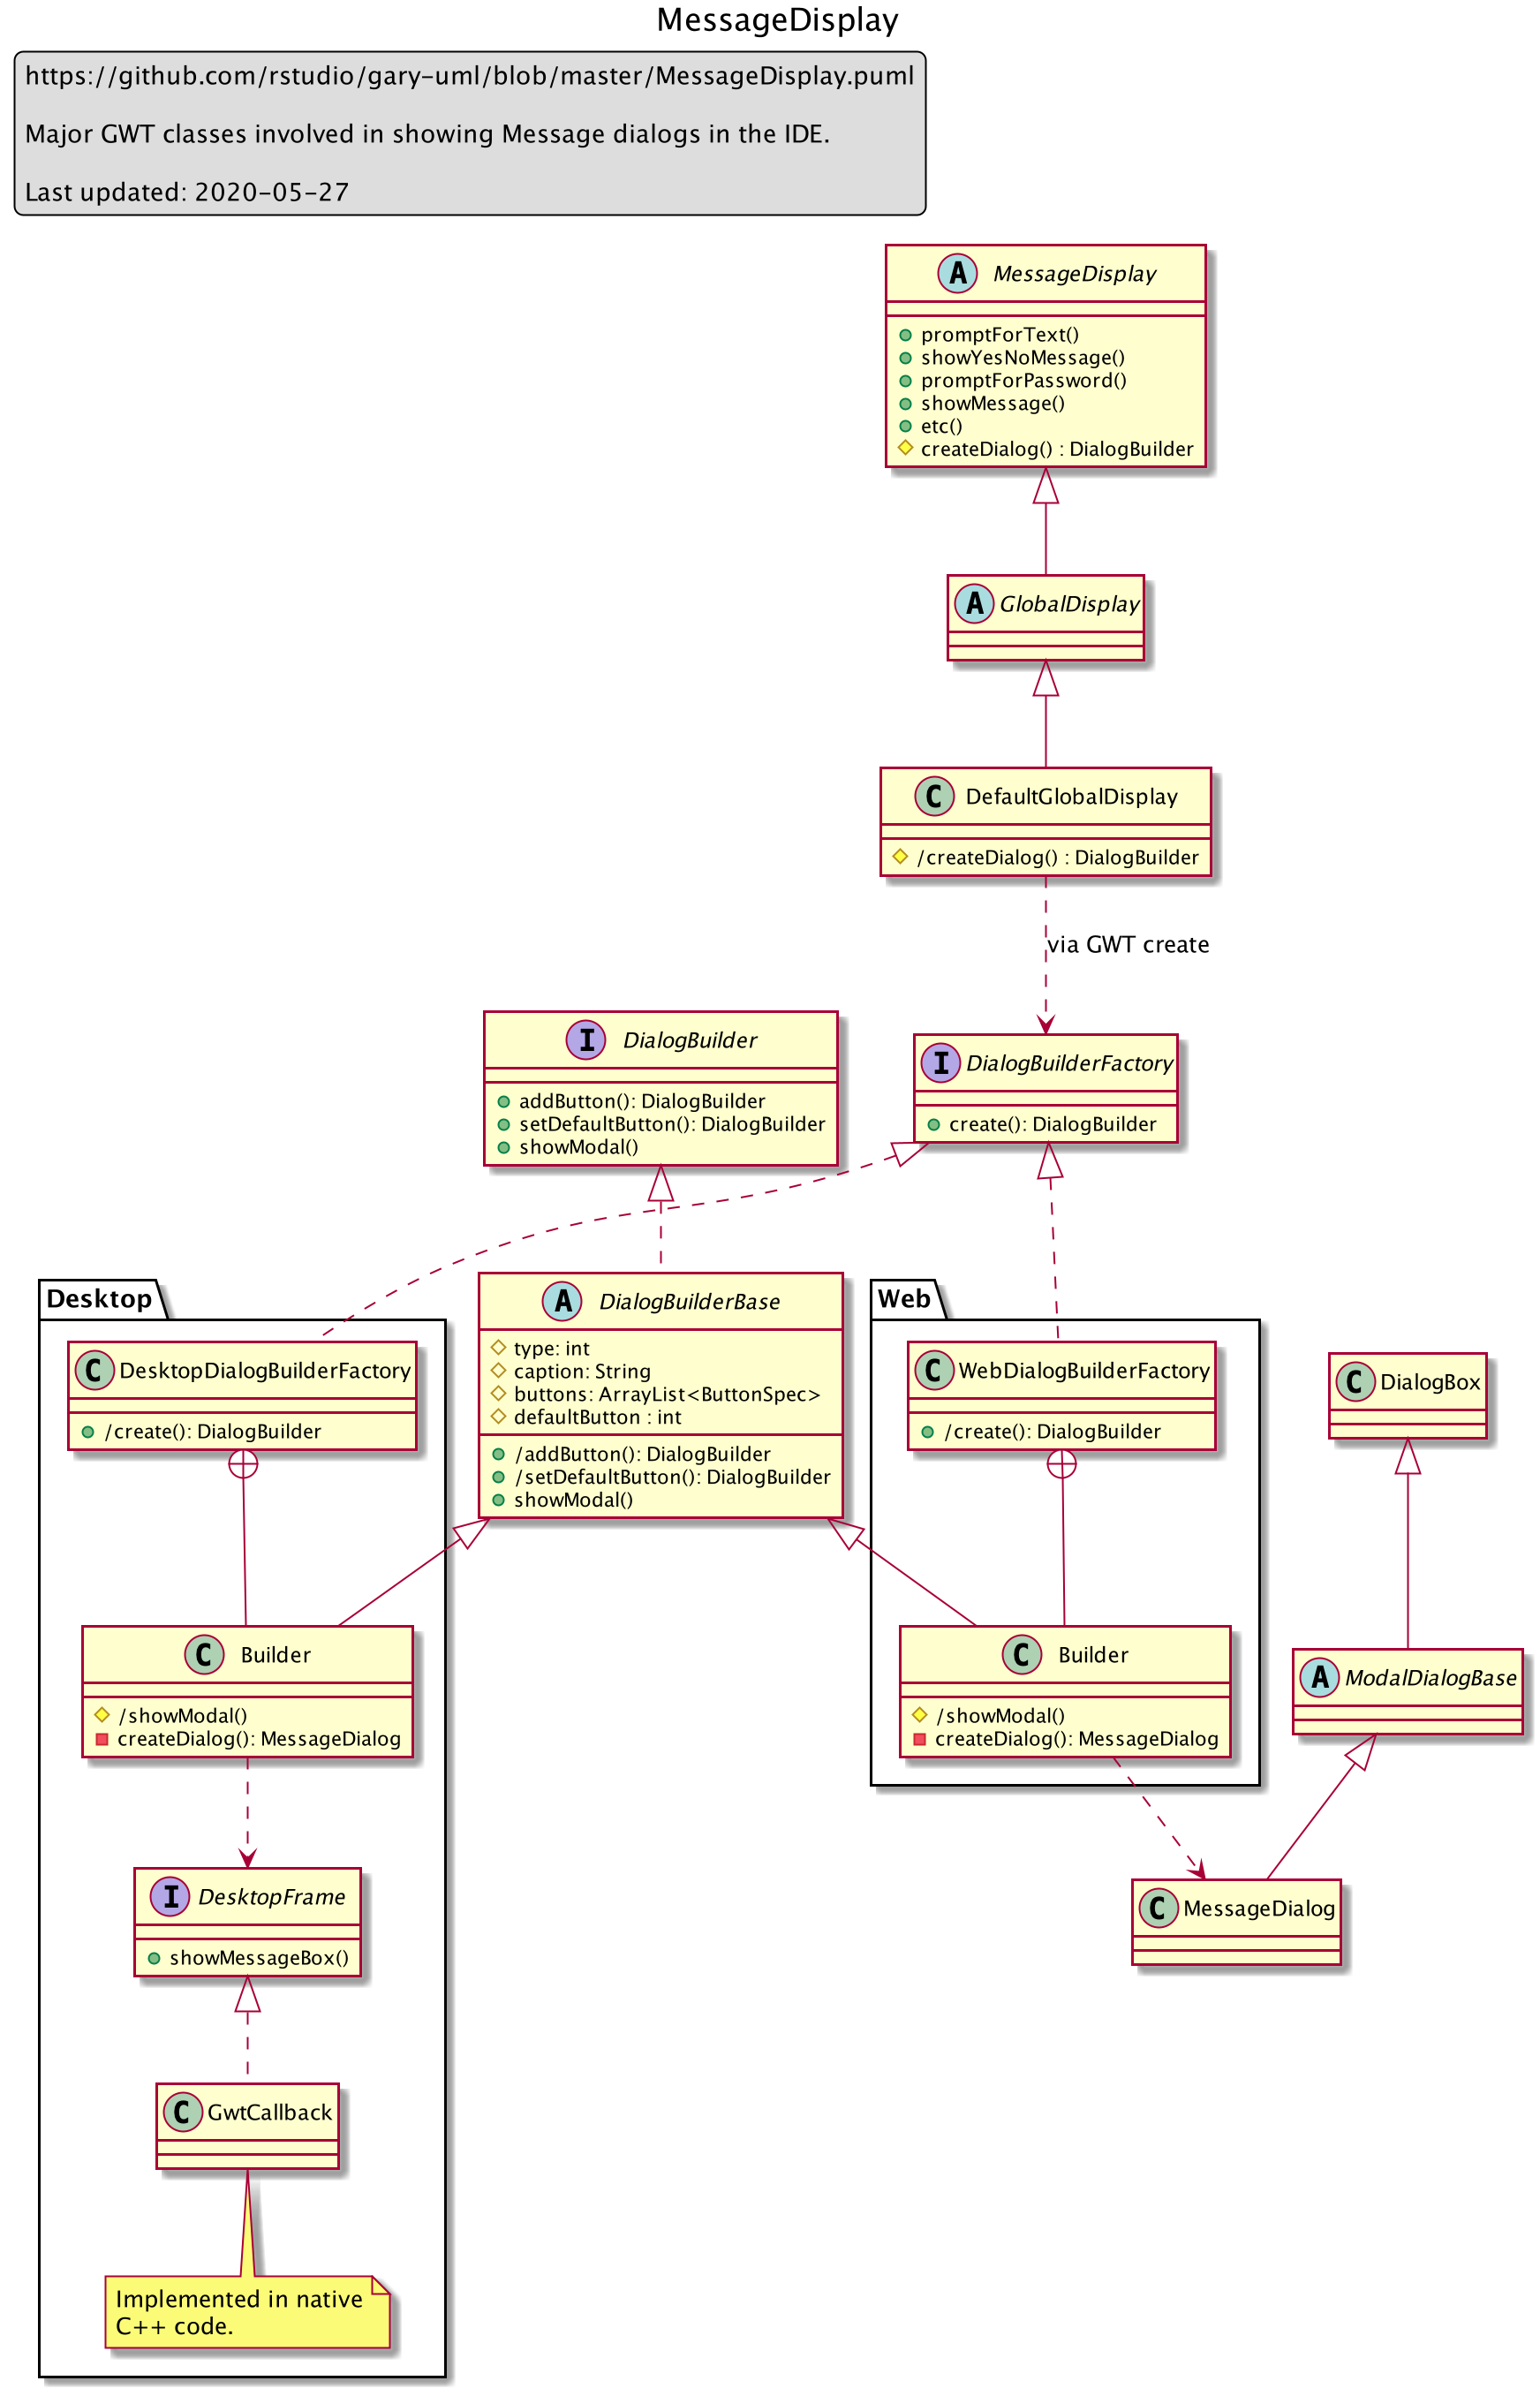 MessageDisplay
https://github.com/rstudio/gary-uml/blob/master/MessageDisplay.puml
Major GWT classes involved in showing Message dialogs in the IDE.
Last updated: 2020-05-27
A MessageDisplay
promptForText()
showYesNoMessage()
promptForPassword()
showMessage()
etc()
createDialog() : DialogBuilder
A GlobalDisplay
C DefaultGlobalDisplay
/createDialog() : DialogBuilder
via GWT create
I DialogBuilder
addButton(): DialogBuilder
setDefaultButton(): DialogBuilder
showModal()
I DialogBuilderFactory
create(): DialogBuilder
Desktop
C DesktopDialogBuilderFactory
/create(): DialogBuilder
A DialogBuilderBase
type: int
caption: String
buttons: ArrayList<ButtonSpec>
defaultButton : int
/addButton(): DialogBuilder
/setDefaultButton(): DialogBuilder
showModal()
Web
C WebDialogBuilderFactory
/create(): DialogBuilder
C DialogBox
C Builder
/showModal()
createDialog(): MessageDialog
C Builder
/showModal()
createDialog(): MessageDialog
A ModalDialogBase
I DesktopFrame
showMessageBox()
C MessageDialog
C GwtCallback
Implemented in native
C++ code.